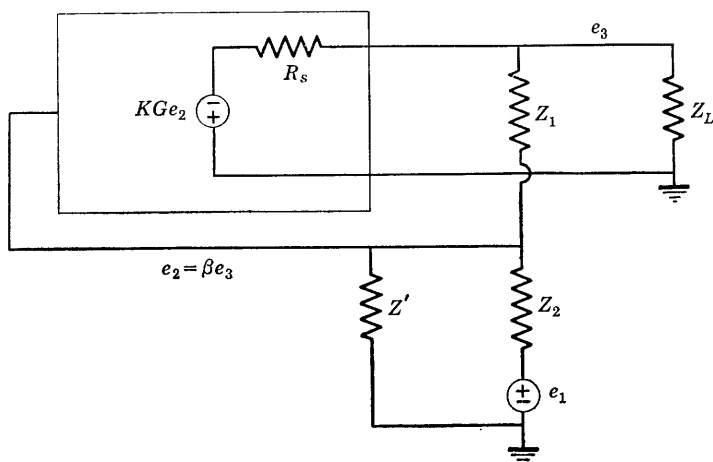 e₃
R_s
− +
KGe₂
Z₁
Z_L
e₂ = βe₃
Z′
Z₂
+ −
e₁